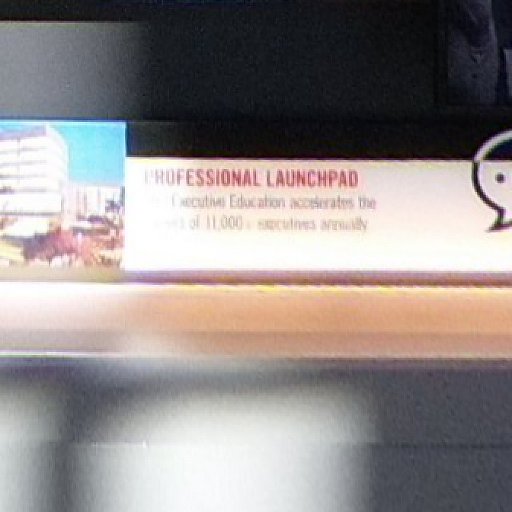 PROFESSIONAL LAUNCHPAD
Executive Education accelerates the
of 11,000+ executives annually